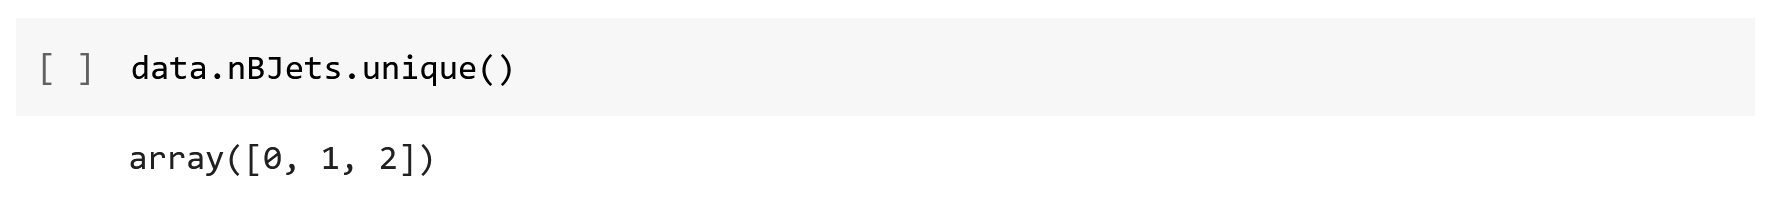 [ ] data.nBJets.unique()
array([0, 1, 2])